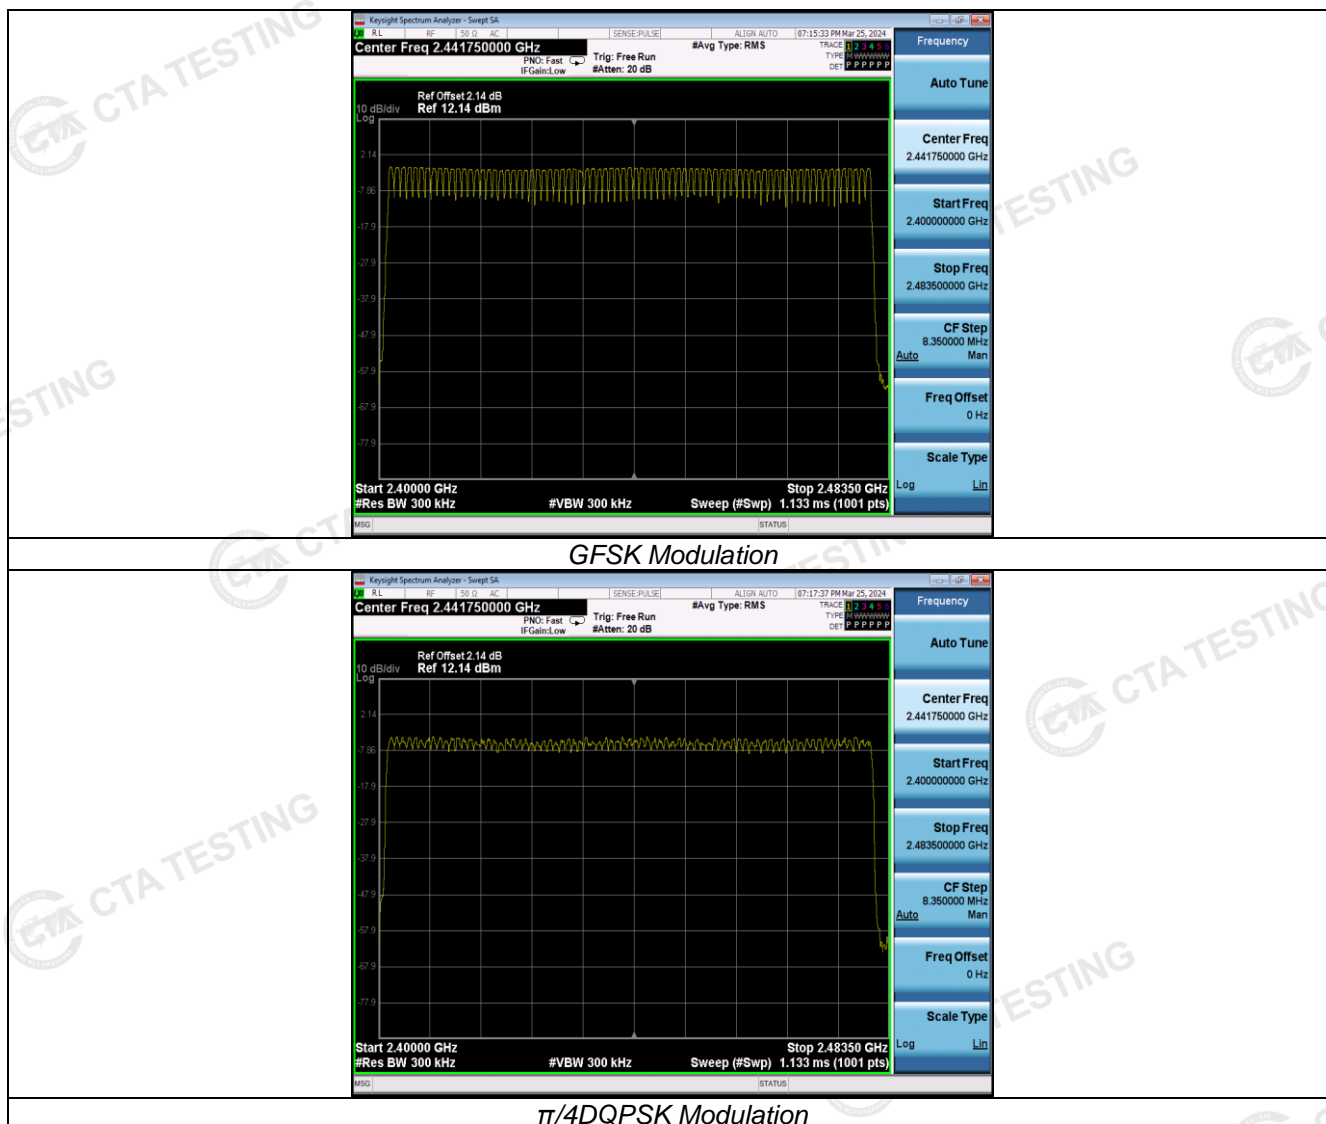 CTA TESTING
Keysight Spectrum Analyzer - Swept SA
RL RF 50 Ω AC SENSE:PULSE ALIGN AUTO 07:15:33 PM Mar 25, 2024
Center Freq 2.441750000 GHz #Avg Type: RMS TRACE 1 2 3 4 5 6
PNO: Fast Trig: Free Run TYPE M WWWWW
IFGain:Low #Atten: 20 dB DET P P P P P P
Ref Offset 2.14 dB
10 dB/div Ref 12.14 dBm
Log
2.14
-7.86
-17.9
-27.9
-37.9
-47.9
-57.9
-67.9
-77.9
Start 2.40000 GHz Stop 2.48350 GHz
#Res BW 300 kHz #VBW 300 kHz Sweep (#Swp) 1.133 ms (1001 pts)
MSG STATUS
Frequency
Auto Tune
Center Freq
2.441750000 GHz
Start Freq
2.400000000 GHz
Stop Freq
2.483500000 GHz
CF Step
8.350000 MHz
Auto Man
Freq Offset
0 Hz
Scale Type
Log Lin
TESTING
ESTING
CTA
GFSK Modulation
ESTIN
Keysight Spectrum Analyzer - Swept SA
RL RF 50 Ω AC SENSE:PULSE ALIGN AUTO 07:17:37 PM Mar 25, 2024
Center Freq 2.441750000 GHz #Avg Type: RMS TRACE 1 2 3 4 5 6
PNO: Fast Trig: Free Run TYPE M WWWWW
IFGain:Low #Atten: 20 dB DET P P P P P P
Ref Offset 2.14 dB
10 dB/div Ref 12.14 dBm
Log
2.14
-7.86
-17.9
-27.9
-37.9
-47.9
-57.9
-67.9
-77.9
Start 2.40000 GHz Stop 2.48350 GHz
#Res BW 300 kHz #VBW 300 kHz Sweep (#Swp) 1.133 ms (1001 pts)
MSG STATUS
Frequency
Auto Tune
Center Freq
2.441750000 GHz
Start Freq
2.400000000 GHz
Stop Freq
2.483500000 GHz
CF Step
8.350000 MHz
Auto Man
Freq Offset
0 Hz
Scale Type
Log Lin
CTA TESTING
CTA TESTING
TESTING
π/4DQPSK Modulation